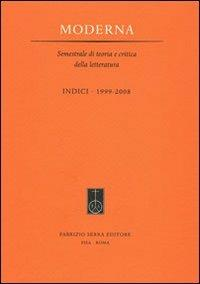 MODERNA
Semestrale di teoria e critica
della letteratura
INDICI · 1999-2008
FABRIZIO SERRA EDITORE
PISA · ROMA